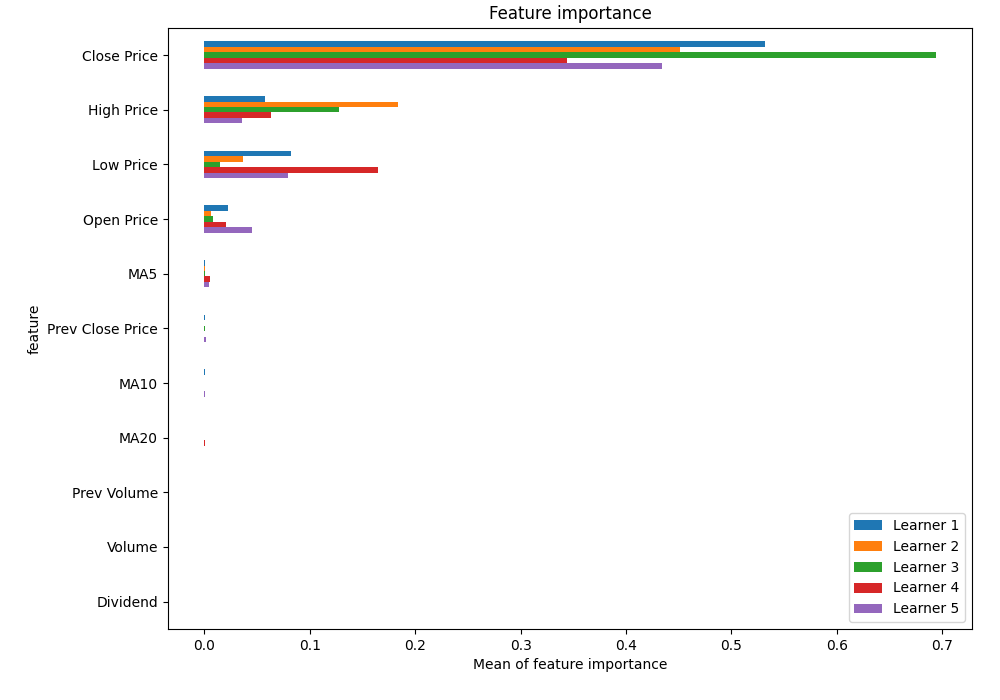 Feature importance
Close Price
High Price
Low Price
Open Price
MA5
Prev Close Price
MA10
MA20
Prev Volume
Volume
Dividend
feature
Learner 1
Learner 2
Learner 3
Learner 4
Learner 5
0.0 0.1 0.2 0.3 0.4 0.5 0.6 0.7
Mean of feature importance